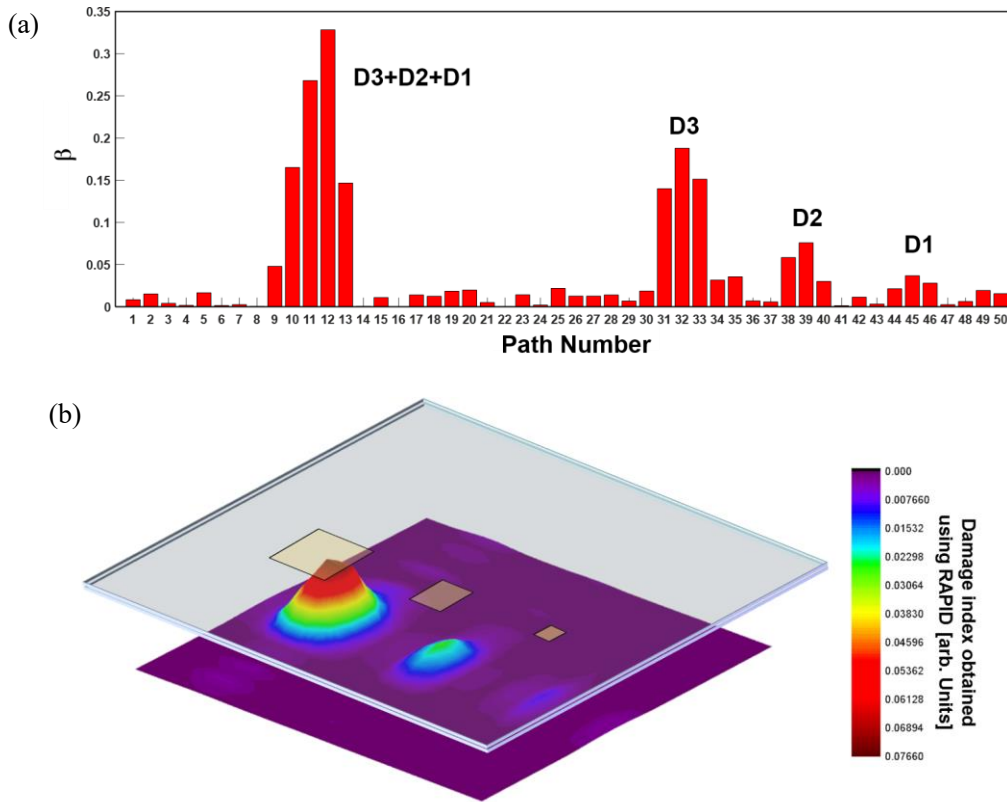 (a)
0.35
0.3
0.25
0.2
0.15
0.1
0.05
0
β
D3+D2+D1
D3
D2
D1
1 2 3 4 5 6 7 8 9 10 11 12 13 14 15 16 17 18 19 20 21 22 23 24 25 26 27 28 29 30 31 32 33 34 35 36 37 38 39 40 41 42 43 44 45 46 47 48 49 50
Path Number
(b)
0.000
0.007660
0.01532
0.02298
0.03064
0.03830
0.04596
0.05362
0.06128
0.06894
0.07660
Damage index obtained
using RAPID [arb. Units]